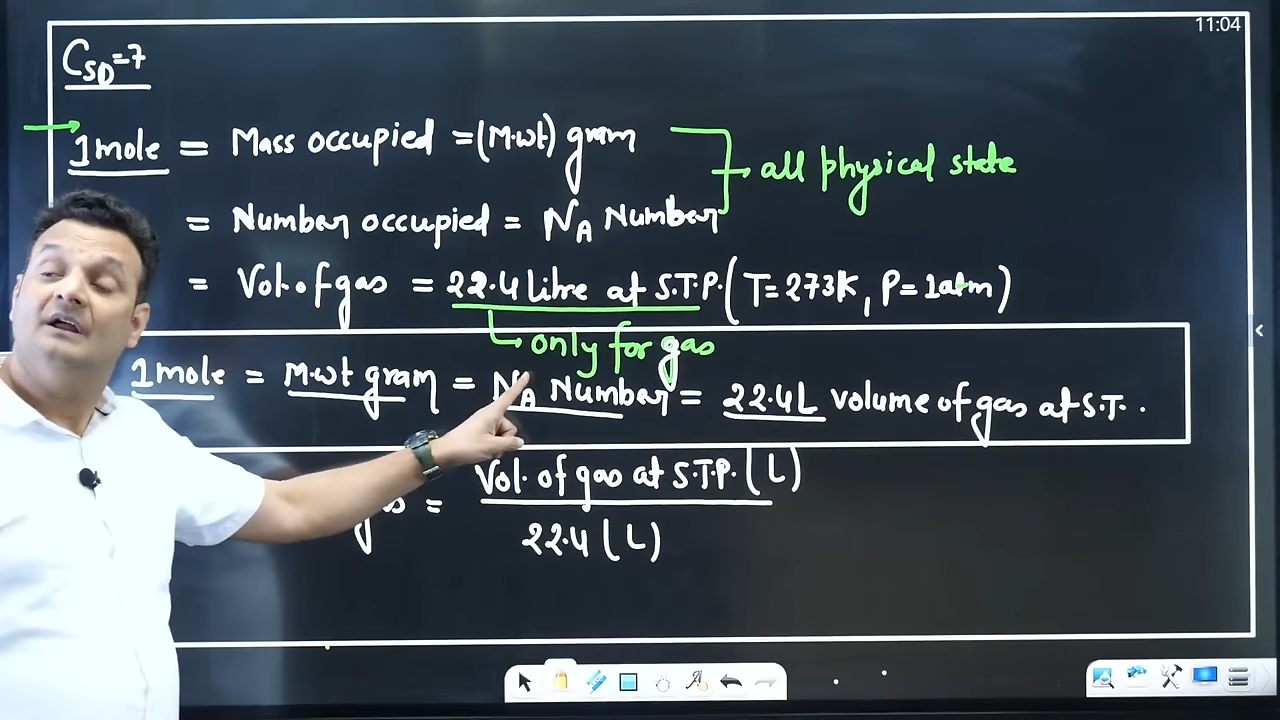 11:04
C SD=7
1mole = Mass occupied =(M.wt) gram
all physical state
= Number occupied = NA Number
= Vol. of gas = 22.4 litre at S.T.P. (T=273K, P=1atm)
only for gas
1mole = M.wt gram = NA Number = 22.4L volume of gas at S.T. .
= Vol. of gas at S.T.P. (L)
22.4 (L)